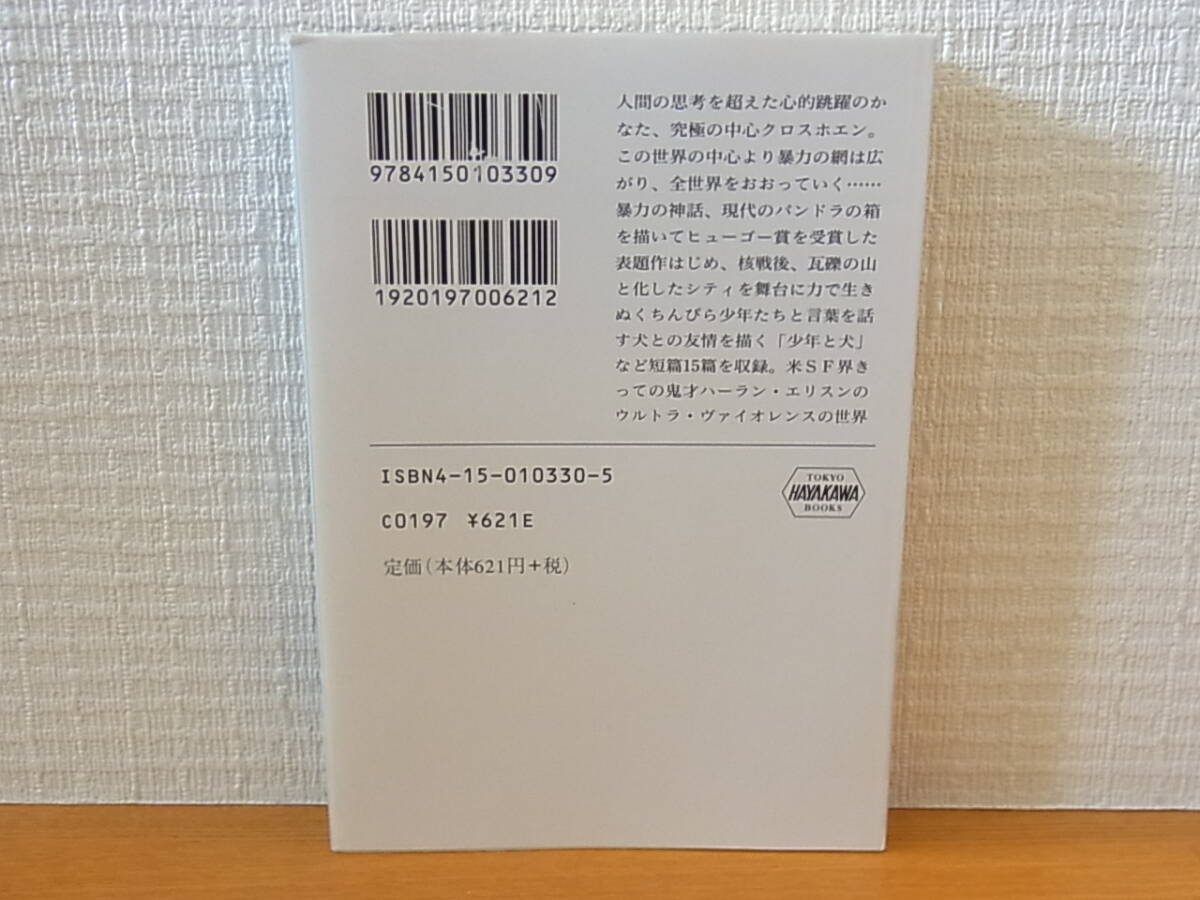 9784150103309
1920197006212
人間の思考を超えた心的跳躍のか
なた、究極の中心クロスホエン。
この世界の中心より暴力の網は広
がり、全世界をおおっていく……
暴力の神話、現代のパンドラの箱
を描いてヒューゴー賞を受賞した
表題作はじめ、核戦後、瓦礫の山
と化したシティを舞台に力で生き
ぬくちんぴら少年たちと言葉を話
す犬との友情を描く「少年と犬」
など短篇15篇を収録。米ＳＦ界き
っての鬼才ハーラン・エリスンの
ウルトラ・ヴァイオレンスの世界
ISBN4-15-010330-5
C0197 ¥621E
定価（本体621円＋税）
TOKYO
HAYAKAWA
BOOKS